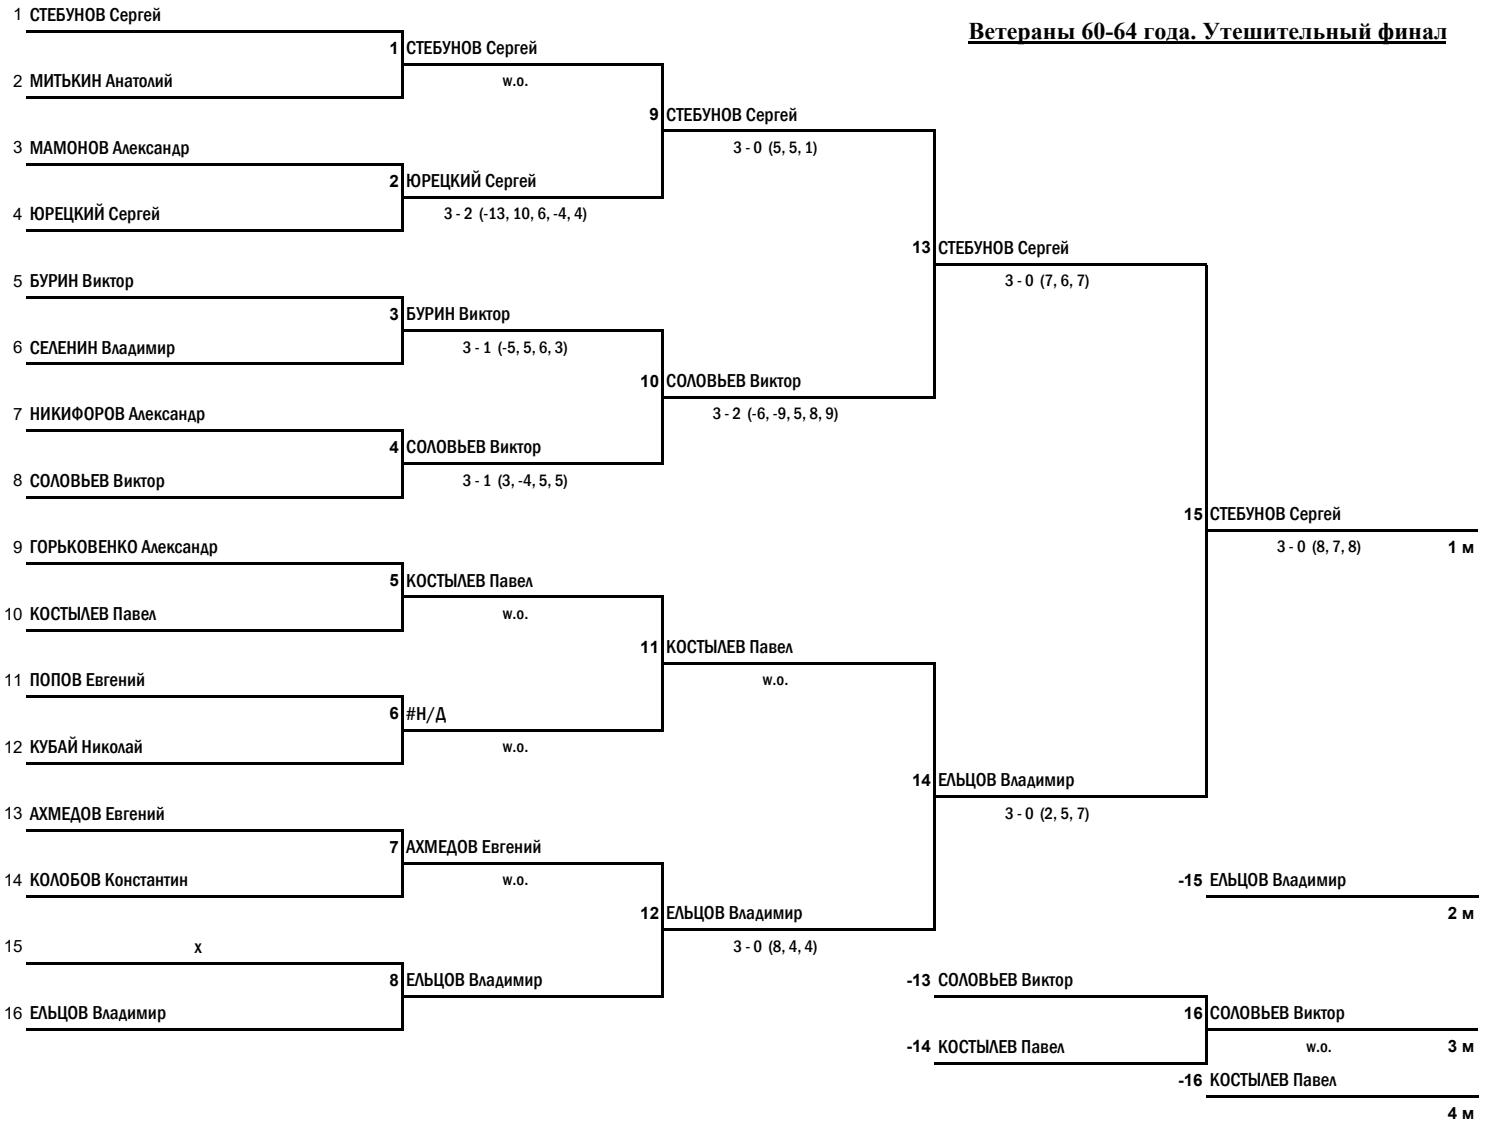 Ветераны 60-64 года. Утешительный финал
1 СТЕБУНОВ Сергей
1 СТЕБУНОВ Сергей
2 МИТЬКИН Анатолий
w.o.
9 СТЕБУНОВ Сергей
3 МАМОНОВ Александр
3 - 0 (5, 5, 1)
2 ЮРЕЦКИЙ Сергей
4 ЮРЕЦКИЙ Сергей
3 - 2 (-13, 10, 6, -4, 4)
13 СТЕБУНОВ Сергей
5 БУРИН Виктор
3 - 0 (7, 6, 7)
3 БУРИН Виктор
6 СЕЛЕНИН Владимир
3 - 1 (-5, 5, 6, 3)
10 СОЛОВЬЕВ Виктор
7 НИКИФОРОВ Александр
3 - 2 (-6, -9, 5, 8, 9)
4 СОЛОВЬЕВ Виктор
8 СОЛОВЬЕВ Виктор
3 - 1 (3, -4, 5, 5)
15 СТЕБУНОВ Сергей
9 ГОРЬКОВЕНКО Александр
3 - 0 (8, 7, 8)
1 м
5 КОСТЫЛЕВ Павел
10 КОСТЫЛЕВ Павел
w.o.
11 КОСТЫЛЕВ Павел
11 ПОПОВ Евгений
w.o.
6 #Н/Д
12 КУБАЙ Николай
w.o.
14 ЕЛЬЦОВ Владимир
13 АХМЕДОВ Евгений
3 - 0 (2, 5, 7)
7 АХМЕДОВ Евгений
14 КОЛОБОВ Константин
w.o.
-15 ЕЛЬЦОВ Владимир
12 ЕЛЬЦОВ Владимир
2 м
15 х
3 - 0 (8, 4, 4)
8 ЕЛЬЦОВ Владимир
-13 СОЛОВЬЕВ Виктор
16 ЕЛЬЦОВ Владимир
16 СОЛОВЬЕВ Виктор
-14 КОСТЫЛЕВ Павел
w.o.
3 м
-16 КОСТЫЛЕВ Павел
4 м